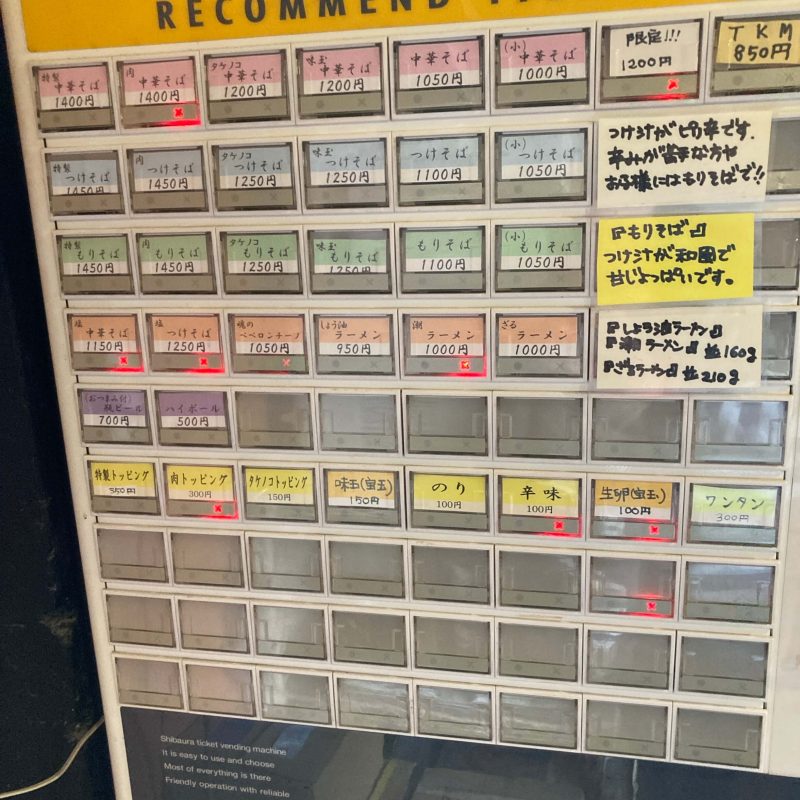 RECOMMEND
特製 中華そば 1400円
肉 中華そば 1400円
タケノコ 中華そば 1200円
味玉 中華そば 1200円
中華そば 1050円
(小) 中華そば 1000円
限定!!! 1200円
TKM 850円
特製 つけそば 1450円
肉 つけそば 1450円
タケノコ つけそば 1250円
味玉 つけそば 1250円
つけそば 1100円
(小) つけそば 1050円
つけ汁がピリ辛です.
辛みが苦手な方や
お子様にはもりそばで!!
特製 もりそば 1450円
肉 もりそば 1450円
タケノコ もりそば 1250円
味玉 もりそば 1250円
もりそば 1100円
(小) もりそば 1050円
『もりそば』
つけ汁が和風で
甘じょっぱいです。
塩 中華そば 1150円
塩 つけそば 1250円
魂の ペペロンチーノ 1050円
しょう油 ラーメン 950円
潮 ラーメン 1000円
ざる ラーメン 1000円
『しょう油ラーメン』
『潮ラーメン』並160g
『ざるラーメン』並210g
(おつまみ付) 瓶ビール 700円
ハイボール 500円
特製トッピング 350円
肉トッピング 300円
タケノコトッピング 150円
味玉(宝玉) 150円
のり 100円
辛味 100円
生卵(宝玉) 100円
ワンタン 300円
Shibaura ticket vending machine
It is easy to use and choose
Most of everything is there
Friendly operation with reliable